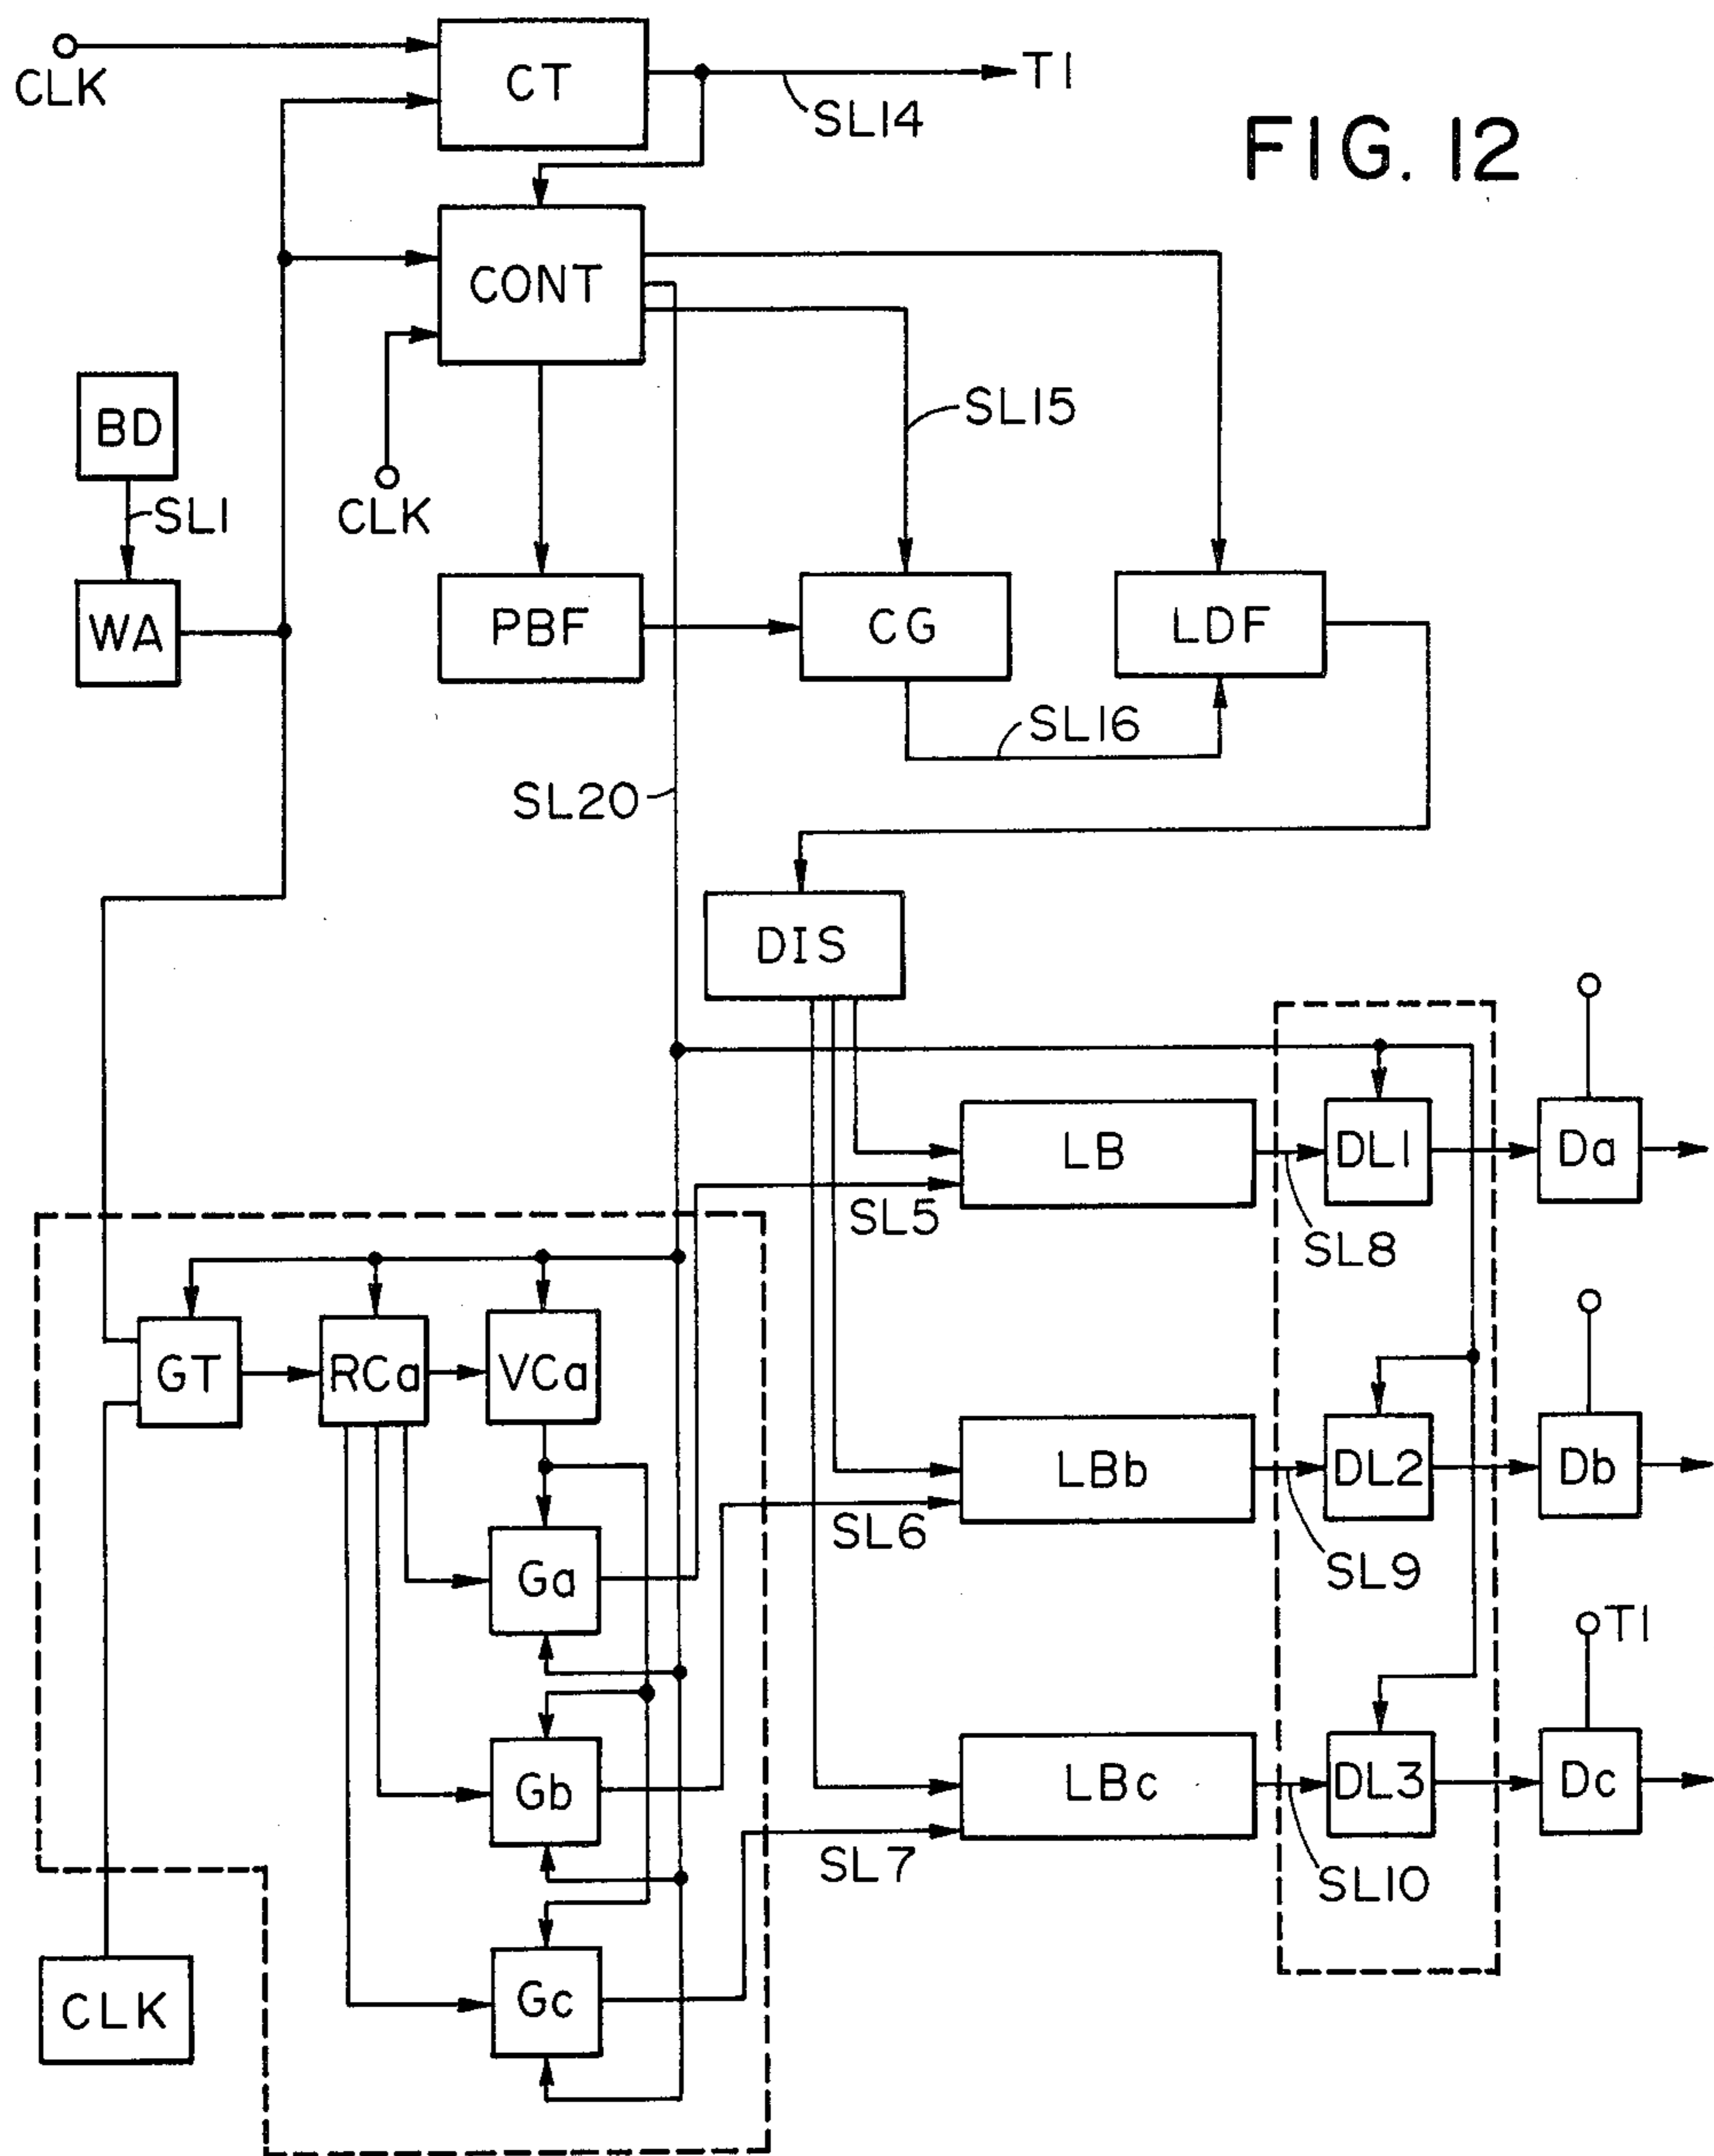 CLK
CT
T1
SL14
FIG. 12
CONT
BD
SL15
SL1
CLK
WA
PBF
CG
LDF
SL16
SL20
DIS
LB
DL1
Da
SL5
SL8
GT
RCa
VCa
LBb
DL2
Db
SL6
SL9
Ga
T1
Gb
LBc
DL3
Dc
SL7
SL10
Gc
CLK